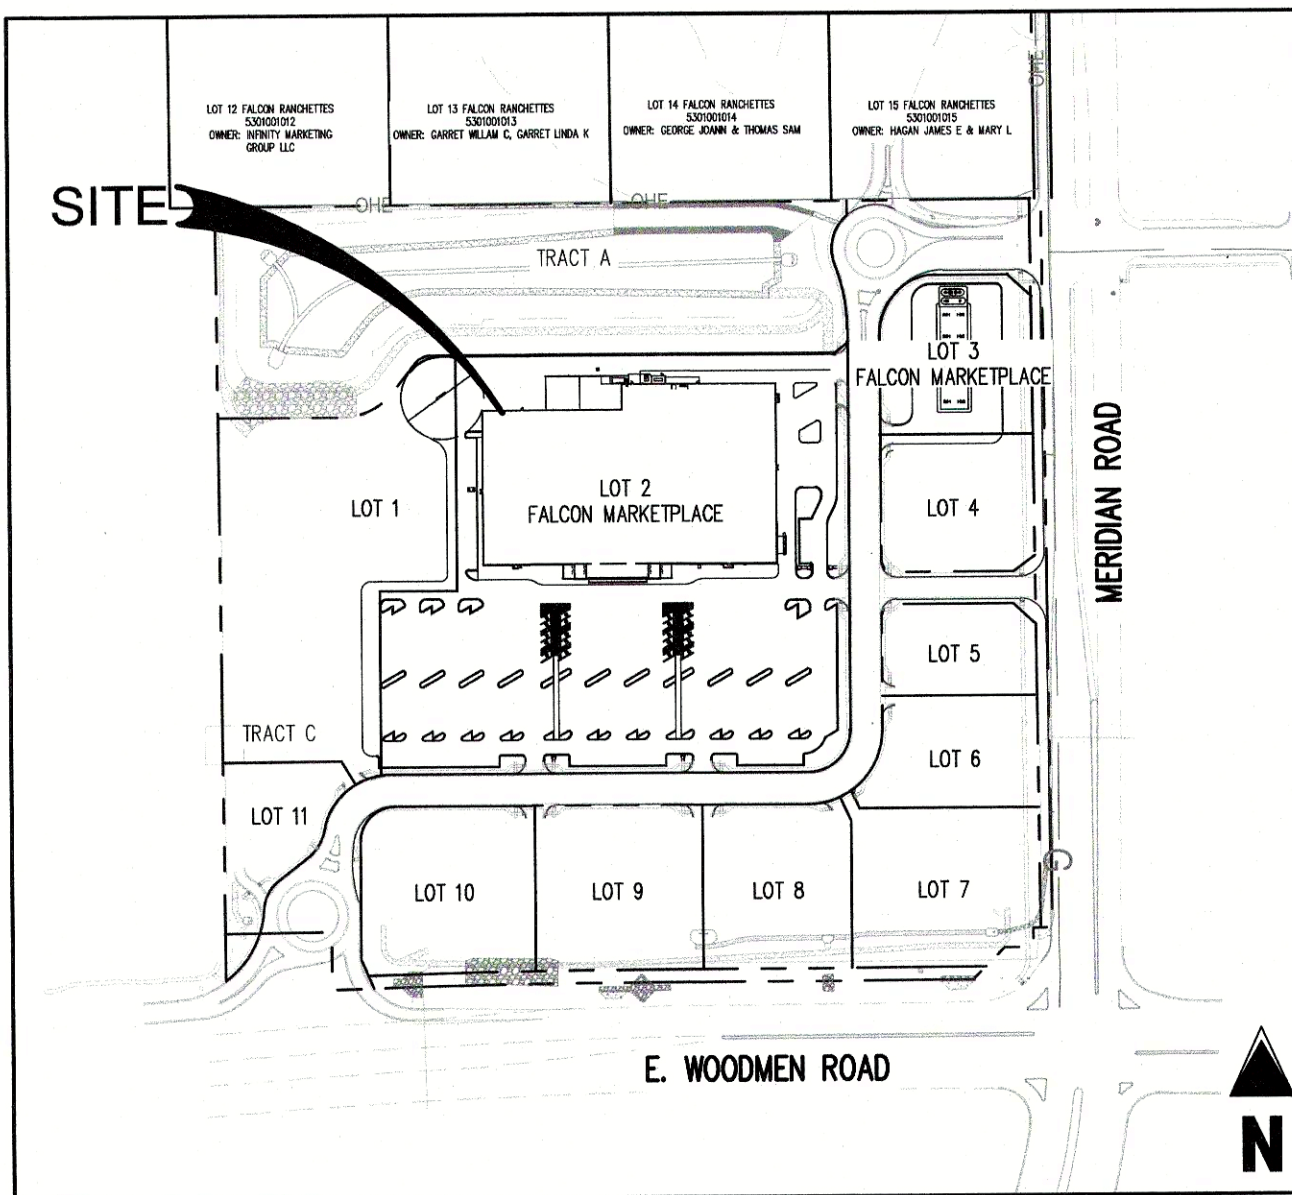 LOT 12 FALCON RANCHETTES
5301001012
OWNER: INFINITY MARKETING
GROUP LLC
LOT 13 FALCON RANCHETTES
5301001013
OWNER: GARRET WILLAM C, GARRET LINDA K
LOT 14 FALCON RANCHETTES
5301001014
OWNER: GEORGE JOANN & THOMAS SAM
LOT 15 FALCON RANCHETTES
5301001015
OWNER: HAGAN JAMES E & MARY L
OHE
SITE
OHE
OHE
TRACT A
LOT 3
FALCON MARKETPLACE
LOT 2
FALCON MARKETPLACE
LOT 1
LOT 4
MERIDIAN ROAD
LOT 5
TRACT C
LOT 6
LOT 11
LOT 10
LOT 9
LOT 8
LOT 7
G
E. WOODMEN ROAD
N